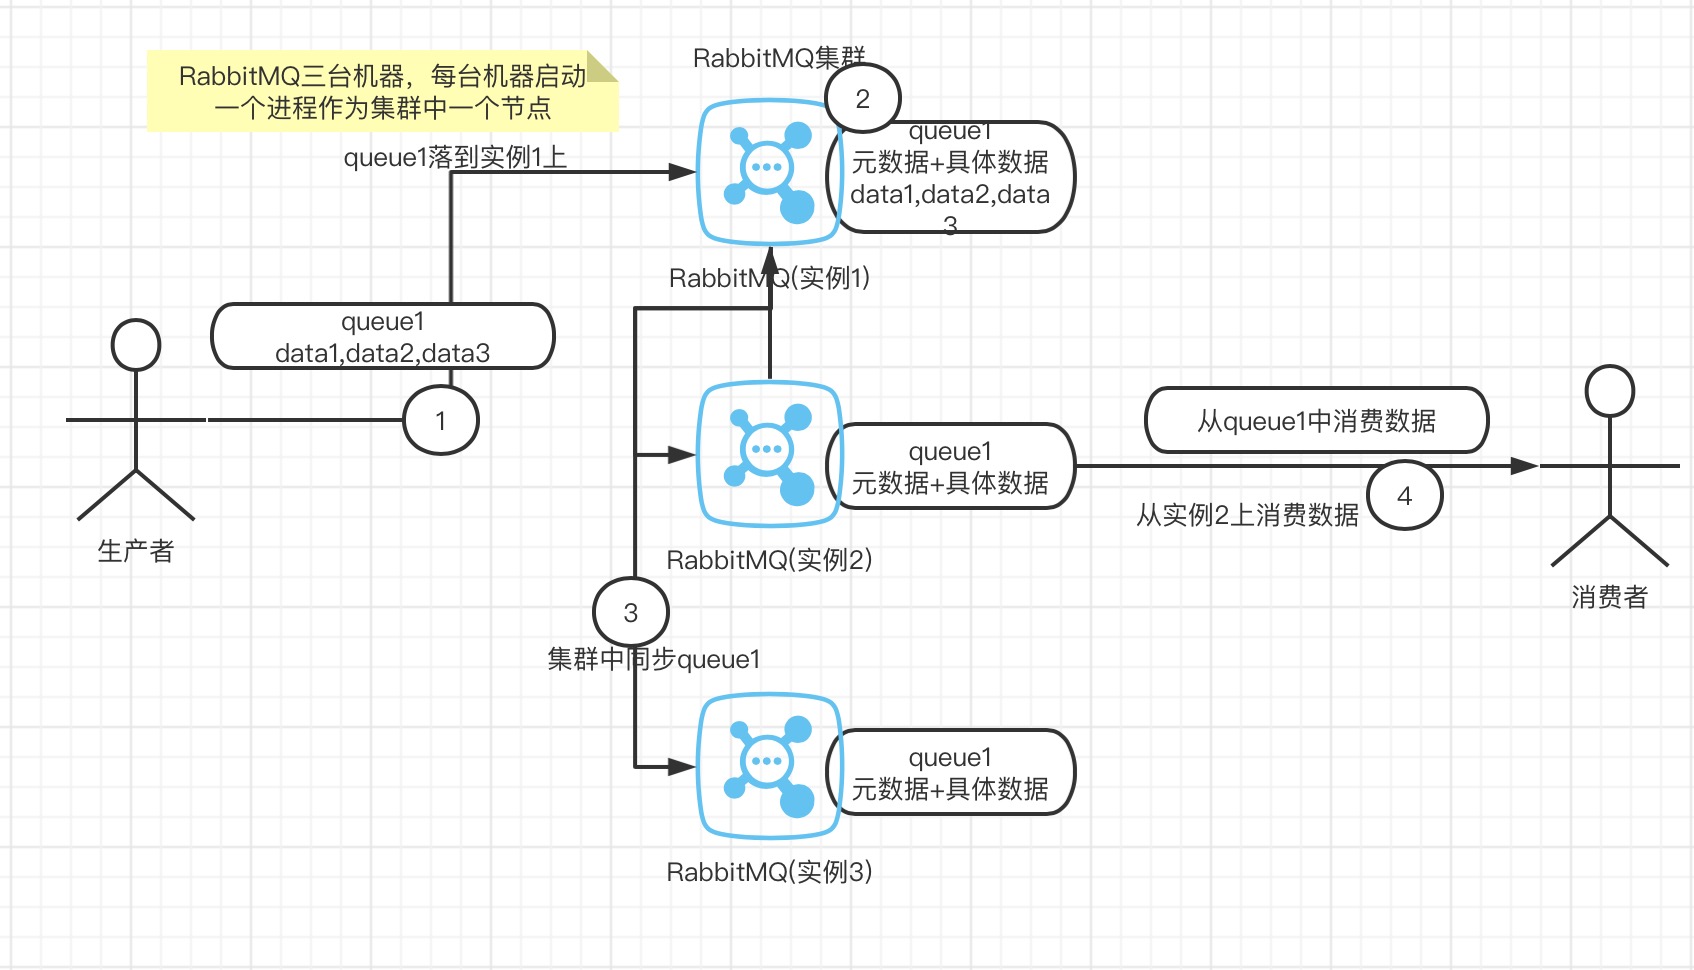 RabbitMQ集群
RabbitMQ三台机器，每台机器启动
一个进程作为集群中一个节点
2
queue1
元数据+具体数据
data1,data2,data
3
queue1落到实例1上
RabbitMQ(实例1)
queue1
data1,data2,data3
1
生产者
queue1
元数据+具体数据
从queue1中消费数据
4
从实例2上消费数据
消费者
RabbitMQ(实例2)
3
集群中同步queue1
queue1
元数据+具体数据
RabbitMQ(实例3)